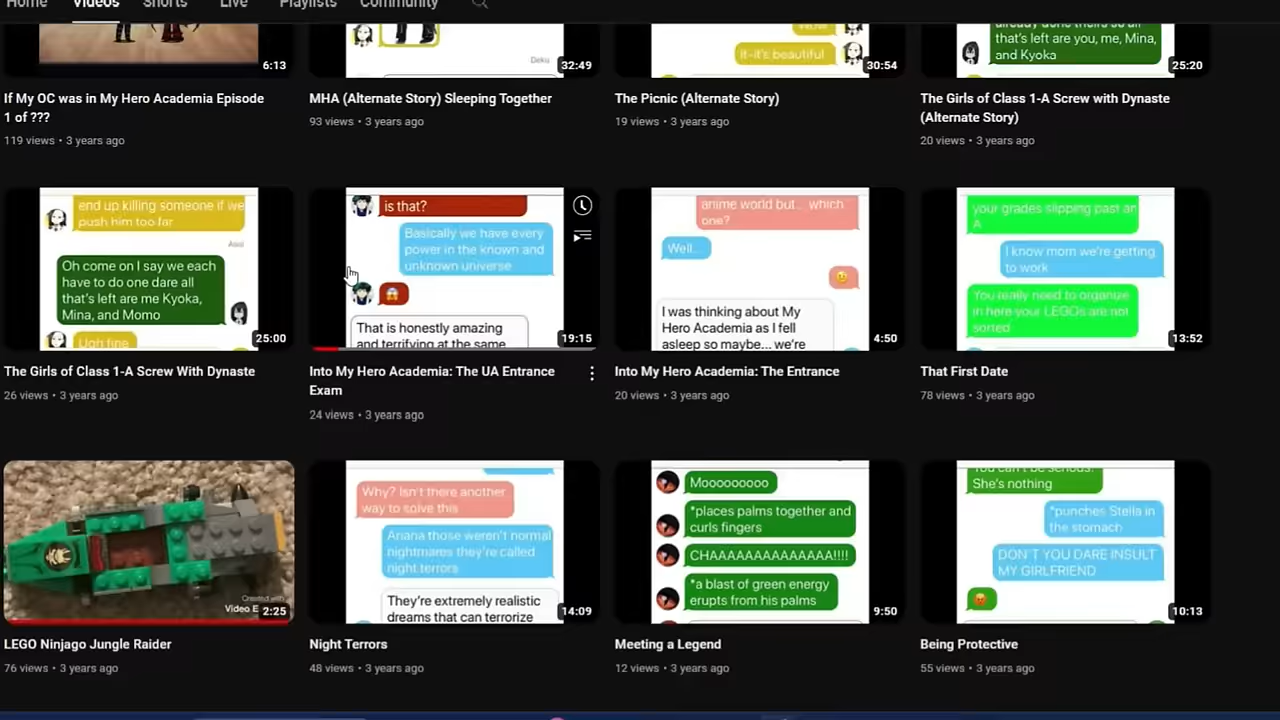 Home Videos Shorts Live Playlists Community
6:13
Deku
32:49
It-it's beautiful
30:54
that's left are you, me, Mina,
and Kyoka
25:20
If My OC was in My Hero Academia Episode
1 of ???
119 views • 3 years ago
MHA (Alternate Story) Sleeping Together
93 views • 3 years ago
The Picnic (Alternate Story)
19 views • 3 years ago
The Girls of Class 1-A Screw with Dynaste
(Alternate Story)
20 views • 3 years ago
end up killing someone if we
push him too far
Asui
Oh come on I say we each
have to do one dare all
that's left are me Kyoka,
Mina, and Momo
Ugh fine
25:00
is that?
Basically we have every
power in the known and
unknown universe
That is honestly amazing
and terrifying at the same
19:15
anime world but... which
one?
Well...
I was thinking about My
Hero Academia as I fell
asleep so maybe... we're
4:50
your grades slipping past an
A
I know mom we're getting
to work
You really need to organize
in here your LEGOs are not
sorted
13:52
The Girls of Class 1-A Screw With Dynaste
26 views • 3 years ago
Into My Hero Academia: The UA Entrance
Exam
24 views • 3 years ago
Into My Hero Academia: The Entrance
20 views • 3 years ago
That First Date
78 views • 3 years ago
Created with
Video E
2:25
Why? Isn't there another
way to solve this
Ariana those weren't normal
nightmares they're called
night terrors
They're extremely realistic
dreams that can terrorize
14:09
Mooooooooo
*places palms together and
curls fingers
CHAAAAAAAAAAAAAA!!!!
*a blast of green energy
erupts from his palms
9:50
You can't be serious!
She's nothing
*punches Stella in
the stomach
DON'T YOU DARE INSULT
MY GIRLFRIEND
10:13
LEGO Ninjago Jungle Raider
76 views • 3 years ago
Night Terrors
48 views • 3 years ago
Meeting a Legend
12 views • 3 years ago
Being Protective
55 views • 3 years ago